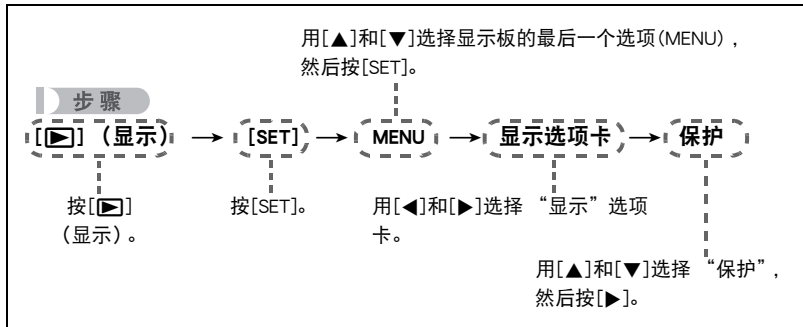 用[▲]和[▼]选择显示板的最后一个选项(MENU)，
然后按[SET]。
步骤
[▶]（显示） → [SET] → MENU → 显示选项卡 → 保护
按[▶]
（显示）。
按[SET]。
用[◀]和[▶]选择 “显示”选项
卡。
用[▲]和[▼]选择 “保护”,
然后按[▶]。